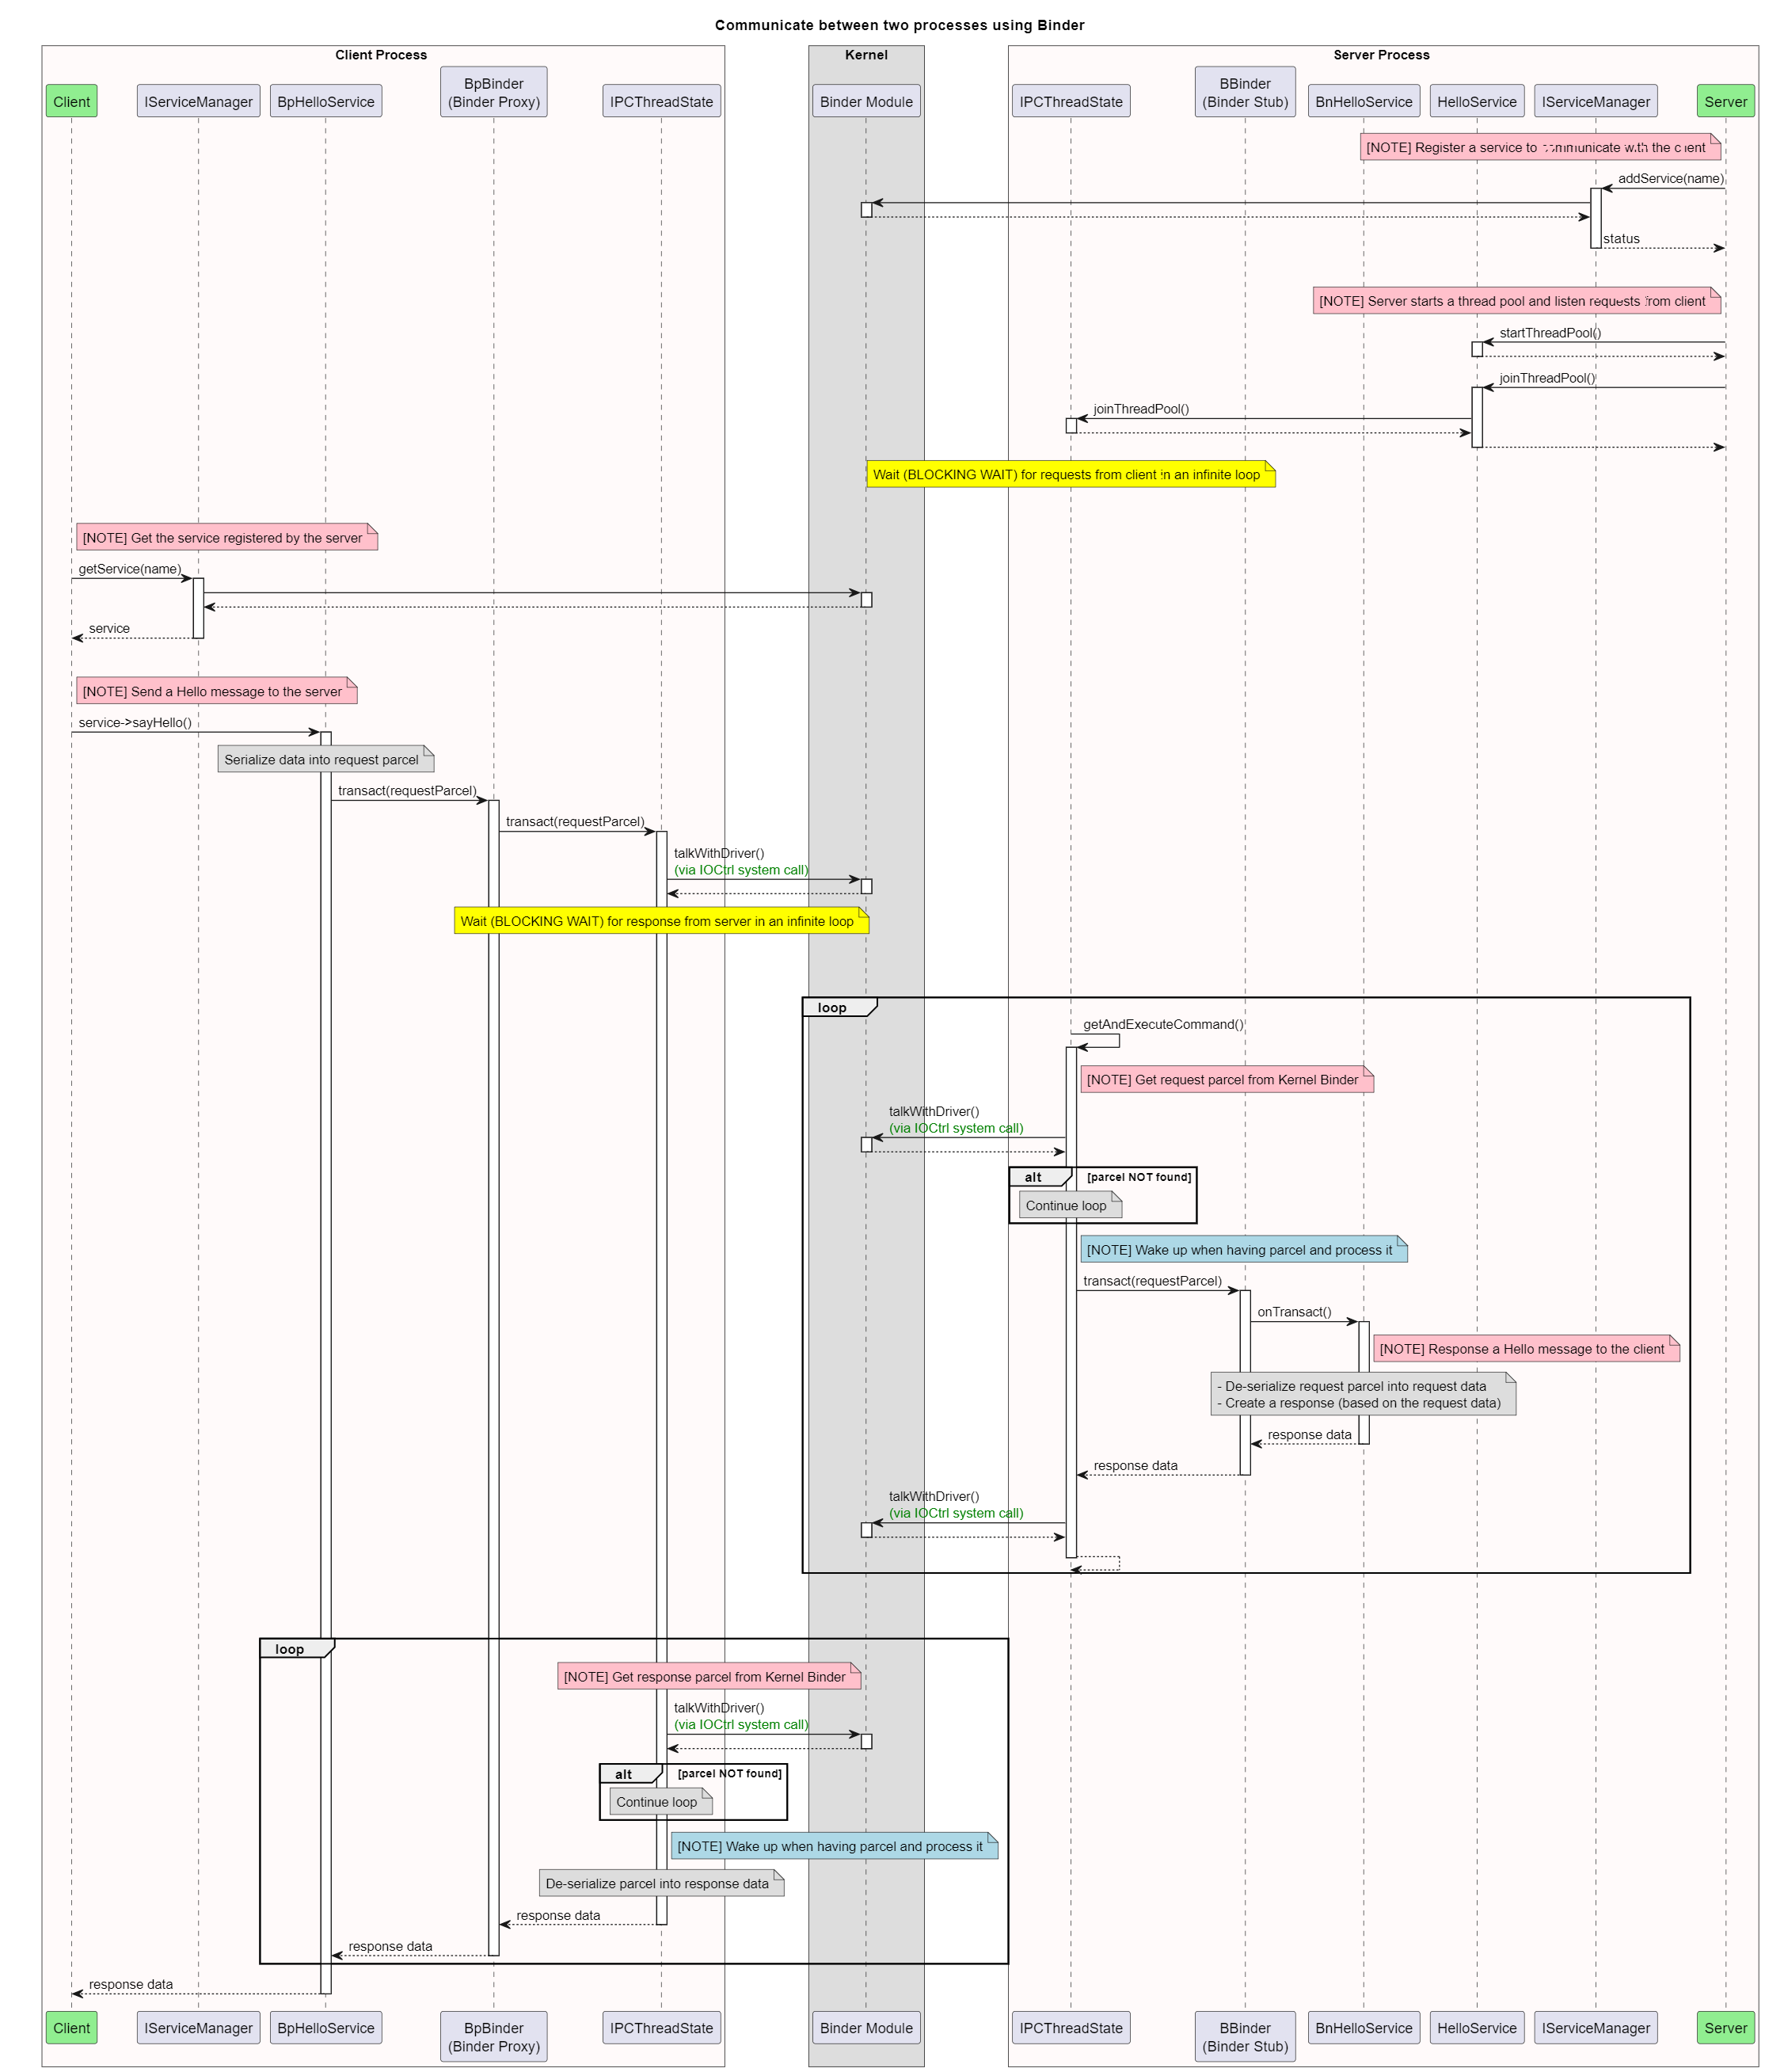 Communicate between two processes using Binder
Client Process
Kernel
Server Process
Client
IServiceManager
BpHelloService
BpBinder
(Binder Proxy)
IPCThreadState
Binder Module
IPCThreadState
BBinder
(Binder Stub)
BnHelloService
HelloService
IServiceManager
Server
[NOTE] Register a service to communicate with the client
addService(name)
status
[NOTE] Server starts a thread pool and listen requests from client
startThreadPool()
joinThreadPool()
joinThreadPool()
Wait (BLOCKING WAIT) for requests from client in an infinite loop
[NOTE] Get the service registered by the server
getService(name)
service
[NOTE] Send a Hello message to the server
service->sayHello()
Serialize data into request parcel
transact(requestParcel)
transact(requestParcel)
talkWithDriver()
(via IOCtrl system call)
Wait (BLOCKING WAIT) for response from server in an infinite loop
loop
getAndExecuteCommand()
[NOTE] Get request parcel from Kernel Binder
talkWithDriver()
(via IOCtrl system call)
alt [parcel NOT found]
Continue loop
[NOTE] Wake up when having parcel and process it
transact(requestParcel)
onTransact()
[NOTE] Response a Hello message to the client
- De-serialize request parcel into request data
- Create a response (based on the request data)
response data
response data
talkWithDriver()
(via IOCtrl system call)
loop
[NOTE] Get response parcel from Kernel Binder
talkWithDriver()
(via IOCtrl system call)
alt [parcel NOT found]
Continue loop
[NOTE] Wake up when having parcel and process it
De-serialize parcel into response data
response data
response data
response data
Client
IServiceManager
BpHelloService
BpBinder
(Binder Proxy)
IPCThreadState
Binder Module
IPCThreadState
BBinder
(Binder Stub)
BnHelloService
HelloService
IServiceManager
Server